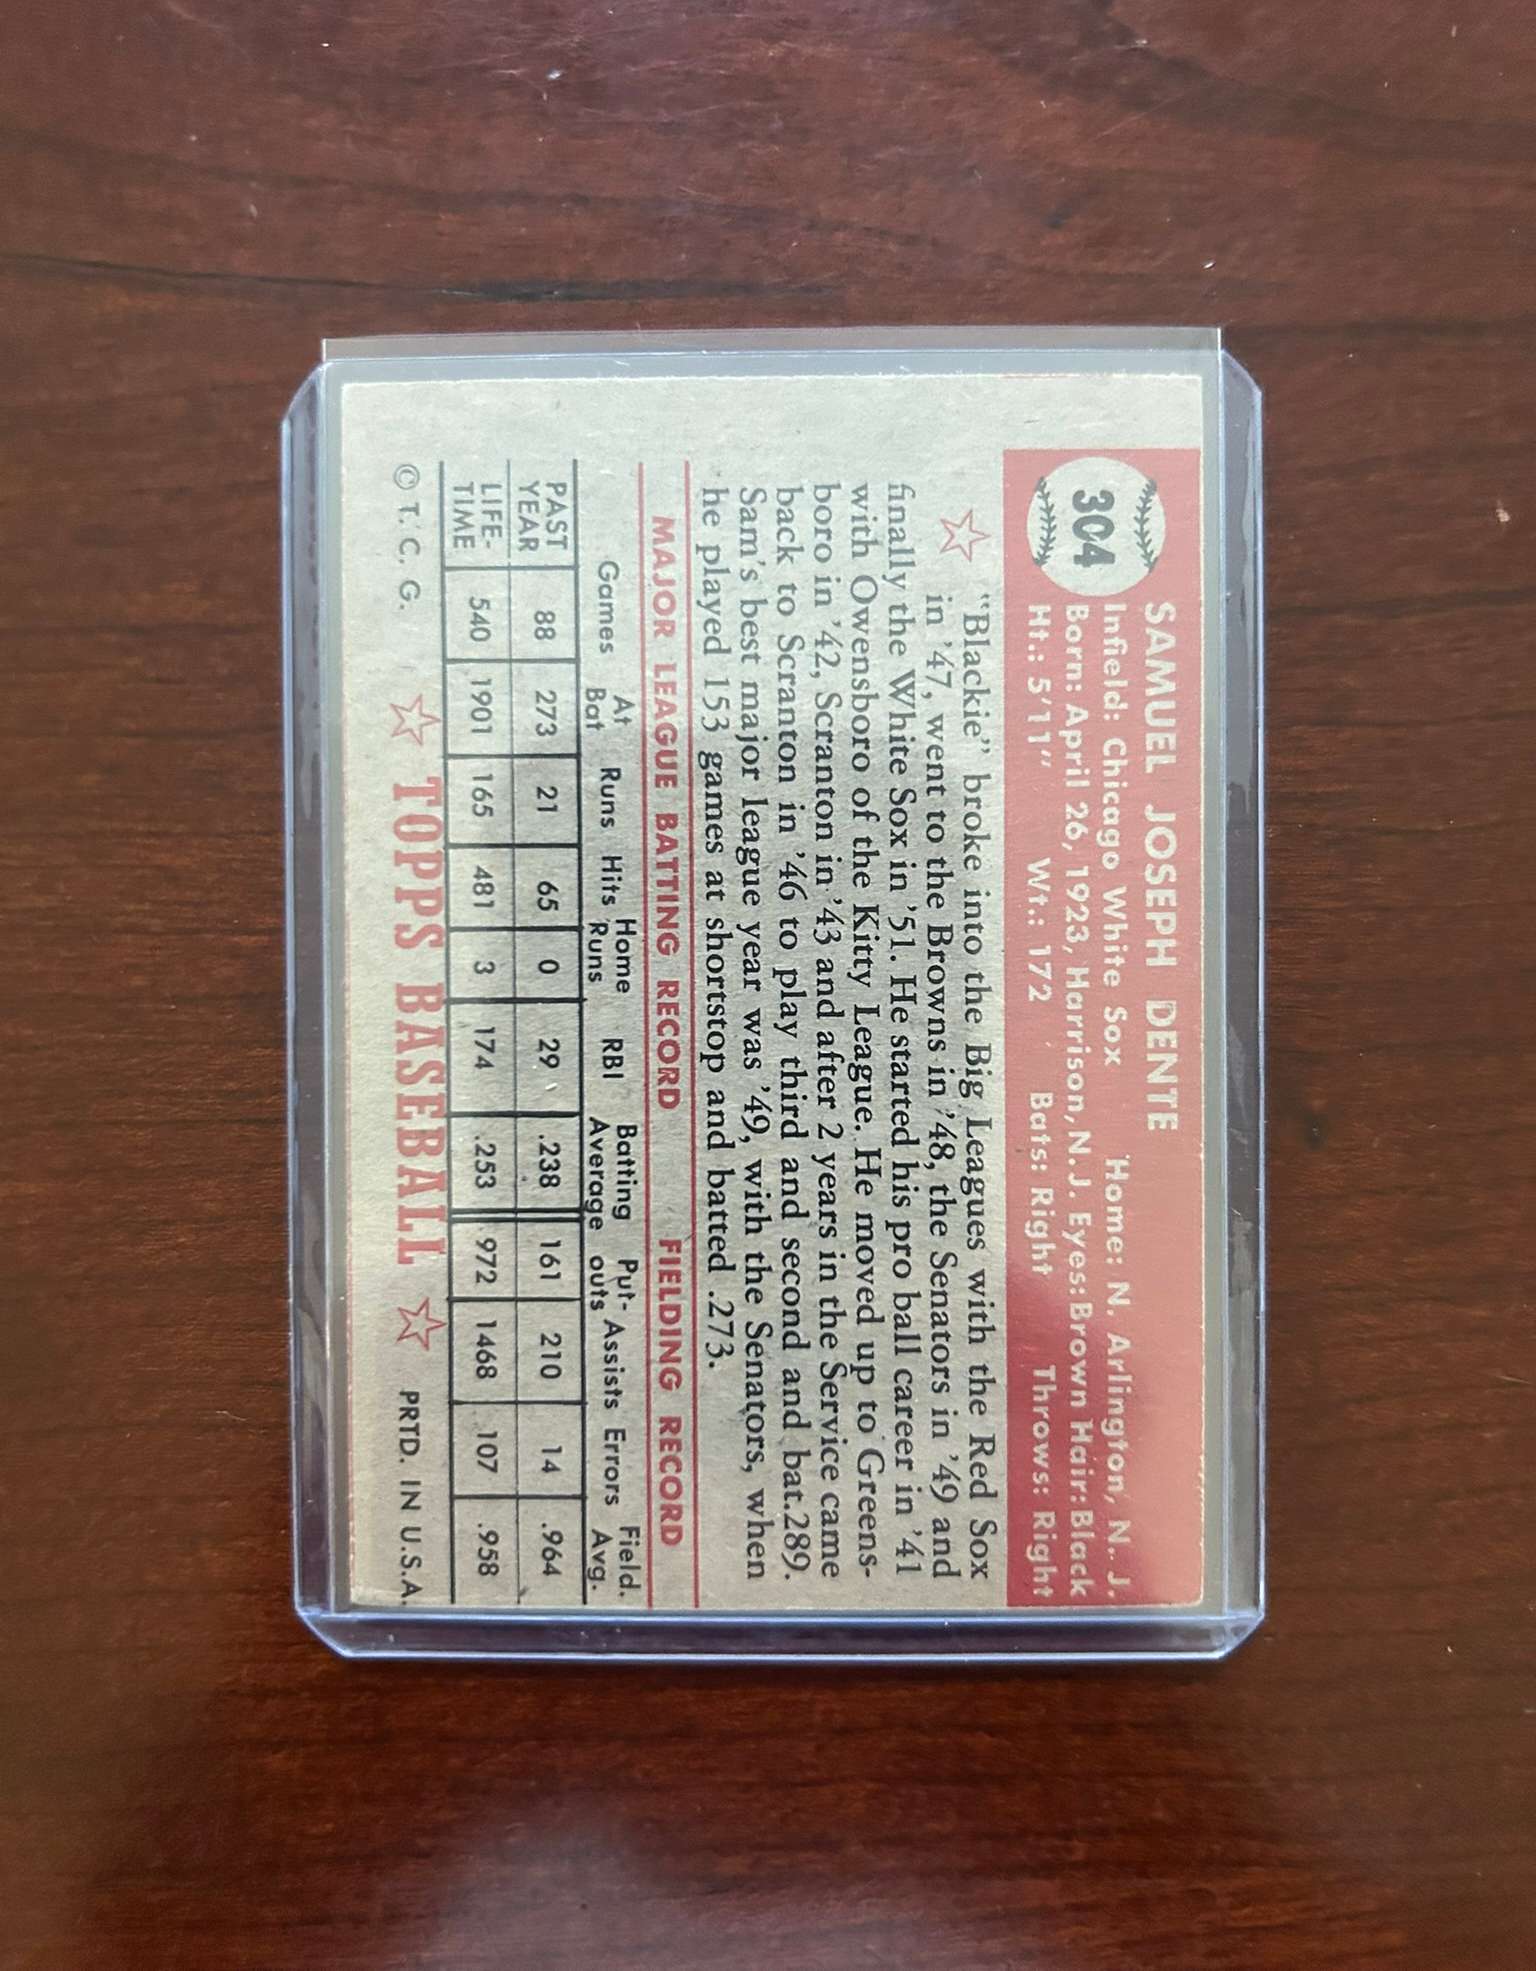 304
SAMUEL JOSEPH DENTE
Infield: Chicago White Sox Home: N. Arlington, N. J.
Born: April 26, 1923, Harrison, N. J. Eyes: Brown Hair: Black
Ht.: 5'11" Wt.: 172 Bats: Right Throws: Right
"Blackie" broke into the Big Leagues with the Red Sox
in '47, went to the Browns in '48, the Senators in '49 and
finally the White Sox in '51. He started his pro ball career in '41
with Owensboro of the Kitty League. He moved up to Greens-
boro in '42, Scranton in '43 and after 2 years in the Service came
back to Scranton in '46 to play third and second and bat .289.
Sam's best major league year was '49, with the Senators, when
he played 153 games at shortstop and batted .273.
MAJOR LEAGUE BATTING RECORD FIELDING RECORD
Games At Bat Runs Hits Home Runs RBI Batting Average Put-outs Assists Errors Field. Avg.
PAST YEAR 88 273 21 65 0 29 .238 161 210 14 .964
LIFE-TIME 540 1901 165 481 3 174 .253 972 1468 107 .958
© T. C. G. TOPPS BASEBALL PRTD. IN U.S.A.